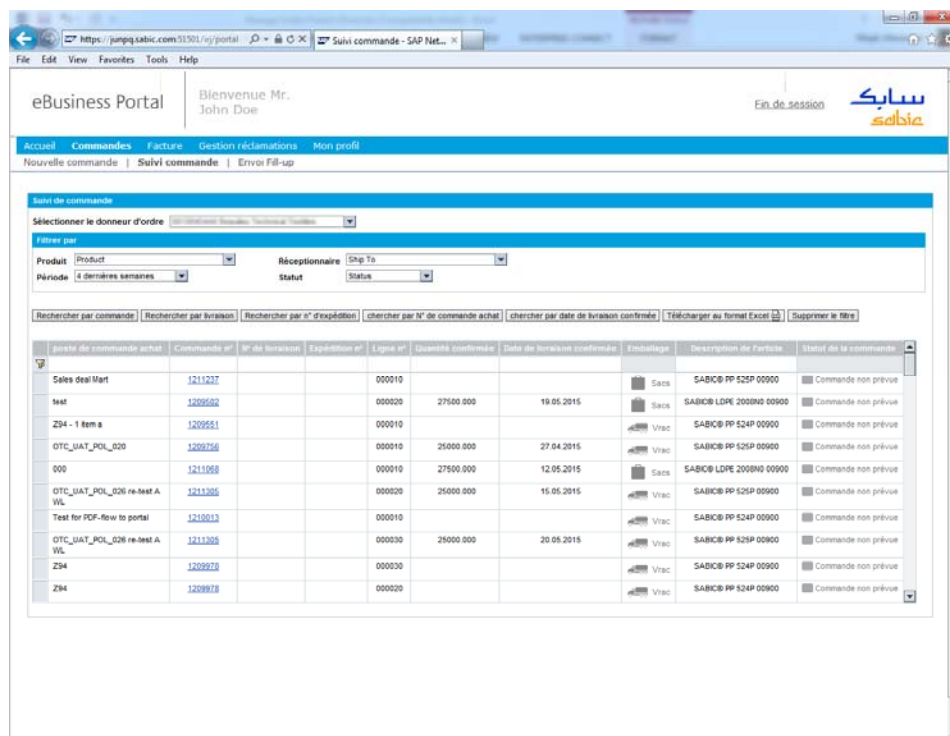 https://junpq.sabic.com:51501/irj/portal
Suivi commande - SAP Net...
File Edit View Favorites Tools Help
eBusiness Portal
Bienvenue Mr.
John Doe
Fin de session
سابك
sabic
Accueil Commandes Facture Gestion réclamations Mon profil
Nouvelle commande | Suivi commande | Envoi Fill-up
Suivi de commande
Sélectionner le donneur d'ordre
Filtrer par
Produit Product Réceptionnaire Ship To
Période 4 dernières semaines Statut Status
Rechercher par commande Rechercher par livraison Rechercher par n° d'expédition chercher par N° de commande achat chercher par date de livraison confirmée Télécharger au format Excel Supprimer le filtre
poste de commande achat Commande n° N° de livraison Expédition n° Ligne n° Quantité confirmée Date de livraison confirmée Emballage Description de l'article Statut de la commande
Sales deal Mart 1211237 000010 Sacs SABIC® PP 525P 00900 Commande non prévue
test 1209502 000020 27500.000 19.05.2015 Sacs SABIC® LDPE 2008N0 00900 Commande non prévue
Z94 - 1 item a 1209551 000010 Vrac SABIC® PP 524P 00900 Commande non prévue
OTC_UAT_POL_020 1209756 000010 25000.000 27.04.2015 Vrac SABIC® PP 525P 00900 Commande non prévue
000 1211068 000010 27500.000 12.05.2015 Sacs SABIC® LDPE 2008N0 00900 Commande non prévue
OTC_UAT_POL_026 re-test A 1211305 000020 25000.000 15.05.2015 Vrac SABIC® PP 525P 00900 Commande non prévue
WL
Test for PDF-flow to portal 1210013 000010 Vrac SABIC® PP 524P 00900 Commande non prévue
OTC_UAT_POL_026 re-test A 1211305 000030 25000.000 20.05.2015 Vrac SABIC® PP 525P 00900 Commande non prévue
WL
Z94 1209978 000030 Vrac SABIC® PP 524P 00900 Commande non prévue
Z94 1209978 000020 Vrac SABIC® PP 524P 00900 Commande non prévue